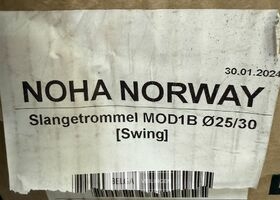 30.01.2024
NOHA NORWAY
Slangetrommel MOD1B Ø25/30
[Swing]